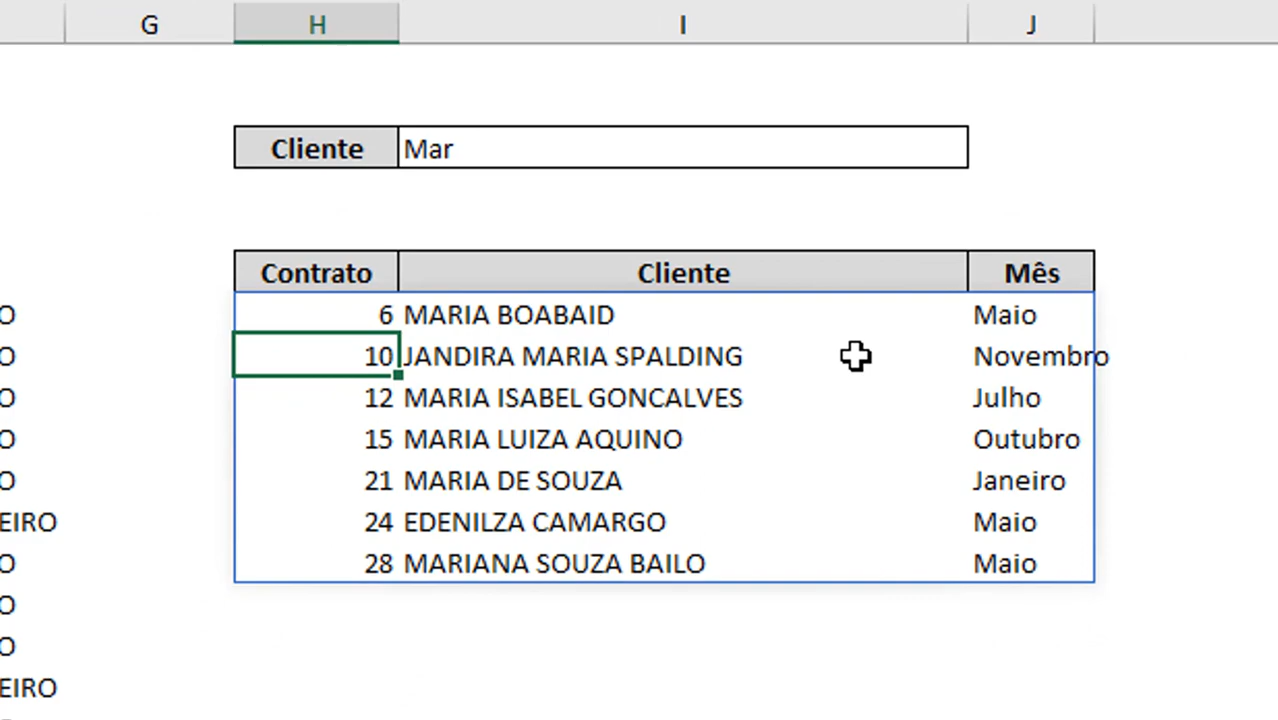 G H I J
Cliente Mar
Contrato Cliente Mês
O 6 MARIA BOABAID Maio
O 10 JANDIRA MARIA SPALDING Novembro
O 12 MARIA ISABEL GONCALVES Julho
O 15 MARIA LUIZA AQUINO Outubro
O 21 MARIA DE SOUZA Janeiro
EIRO 24 EDENILZA CAMARGO Maio
O 28 MARIANA SOUZA BAILO Maio
O
O
EIRO